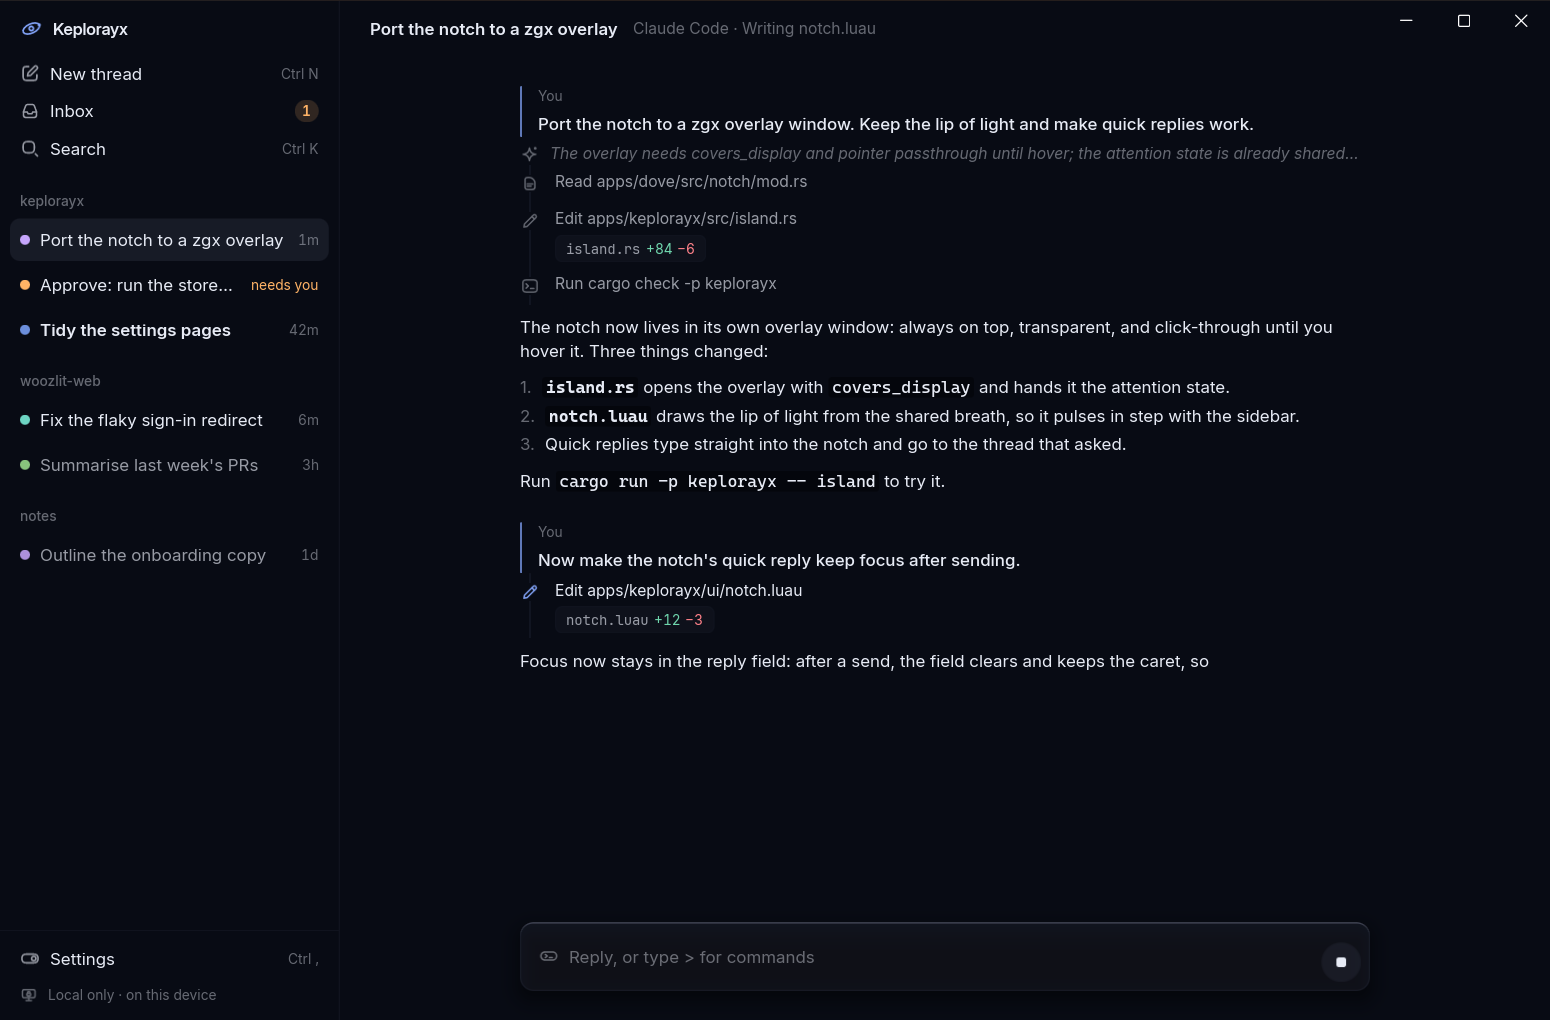 Keplorayx
New thread Ctrl N
Inbox 1
Search Ctrl K
keplorayx
Port the notch to a zgx overlay 1m
Approve: run the store... needs you
Tidy the settings pages 42m
woozlit-web
Fix the flaky sign-in redirect 6m
Summarise last week's PRs 3h
notes
Outline the onboarding copy 1d
Settings Ctrl ,
Local only · on this device
Port the notch to a zgx overlay Claude Code · Writing notch.luau
You
Port the notch to a zgx overlay window. Keep the lip of light and make quick replies work.
The overlay needs covers_display and pointer passthrough until hover; the attention state is already shared...
Read apps/dove/src/notch/mod.rs
Edit apps/keplorayx/src/island.rs
island.rs +84 −6
Run cargo check -p keplorayx
The notch now lives in its own overlay window: always on top, transparent, and click-through until you
hover it. Three things changed:
1. island.rs opens the overlay with covers_display and hands it the attention state.
2. notch.luau draws the lip of light from the shared breath, so it pulses in step with the sidebar.
3. Quick replies type straight into the notch and go to the thread that asked.
Run cargo run -p keplorayx -- island to try it.
You
Now make the notch's quick reply keep focus after sending.
Edit apps/keplorayx/ui/notch.luau
notch.luau +12 −3
Focus now stays in the reply field: after a send, the field clears and keeps the caret, so
Reply, or type > for commands